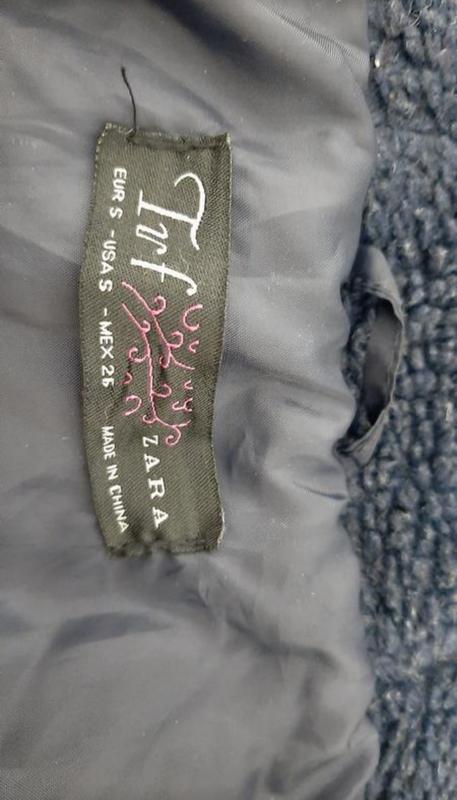 Trf
ZARA
EUR S - USA S - MEX 26
MADE IN CHINA